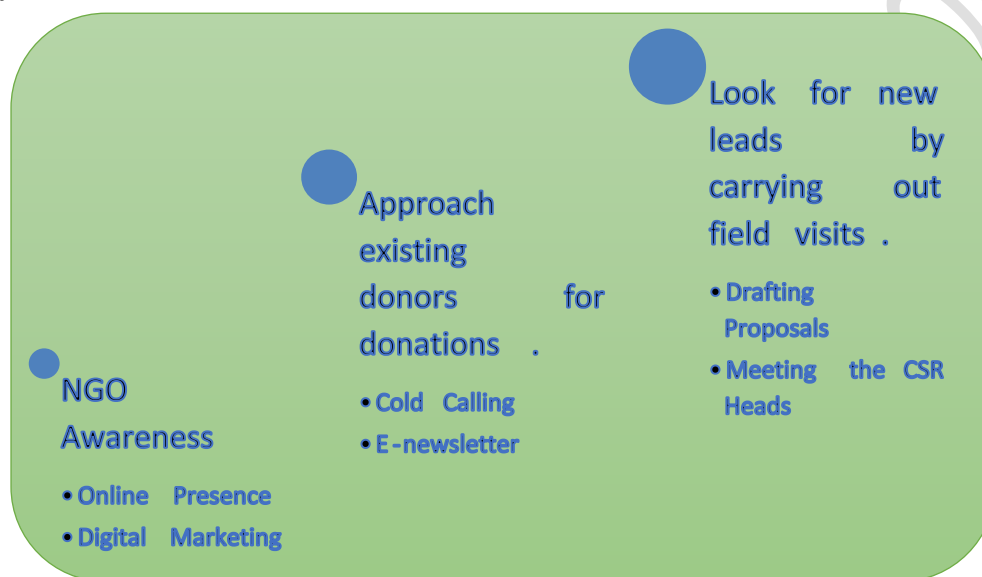 NGO
Awareness
• Online Presence
• Digital Marketing
Approach
existing
donors for
donations .
• Cold Calling
• E-newsletter
Look for new
leads by
carrying out
field visits .
• Drafting
Proposals
• Meeting the CSR
Heads